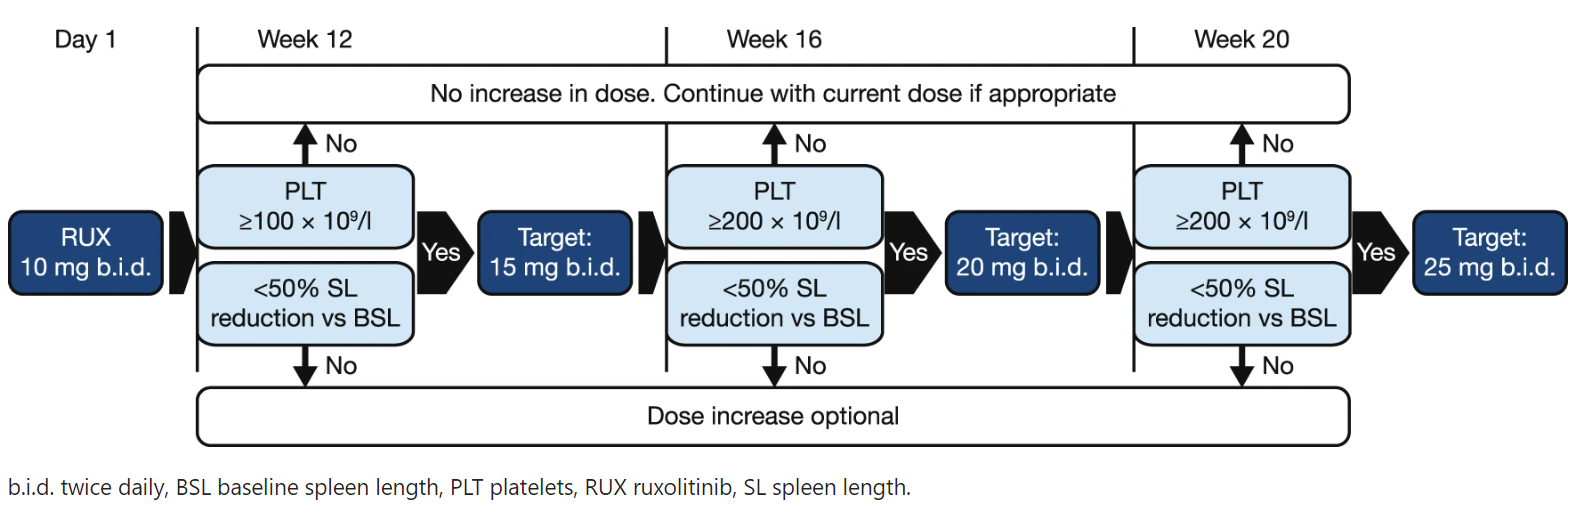 Day 1
Week 12
Week 16
Week 20
No increase in dose. Continue with current dose if appropriate
No
No
No
RUX
10 mg b.i.d.
PLT
≥100 × 10⁹/l
<50% SL
reduction vs BSL
Yes
Target:
15 mg b.i.d.
PLT
≥200 × 10⁹/l
<50% SL
reduction vs BSL
Yes
Target:
20 mg b.i.d.
PLT
≥200 × 10⁹/l
<50% SL
reduction vs BSL
Yes
Target:
25 mg b.i.d.
No
No
No
Dose increase optional
b.i.d. twice daily, BSL baseline spleen length, PLT platelets, RUX ruxolitinib, SL spleen length.